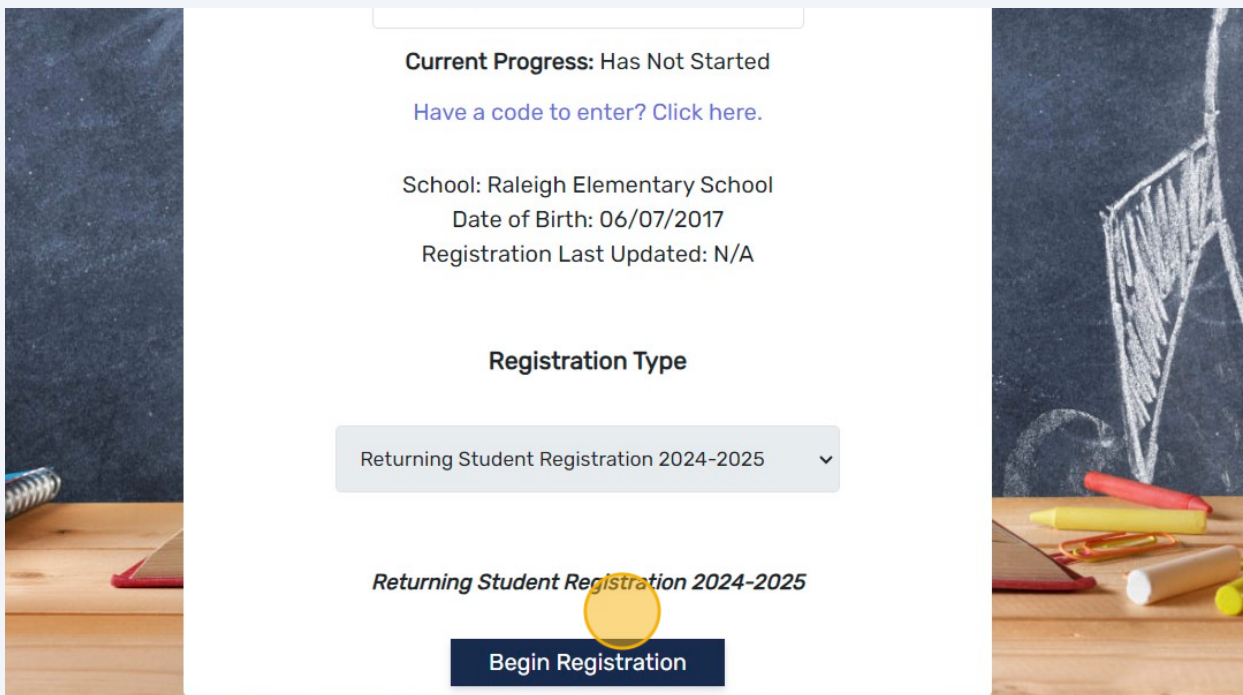 Current Progress: Has Not Started
Have a code to enter? Click here.
School: Raleigh Elementary School
Date of Birth: 06/07/2017
Registration Last Updated: N/A
Registration Type
Returning Student Registration 2024-2025
Returning Student Registration 2024-2025
Begin Registration